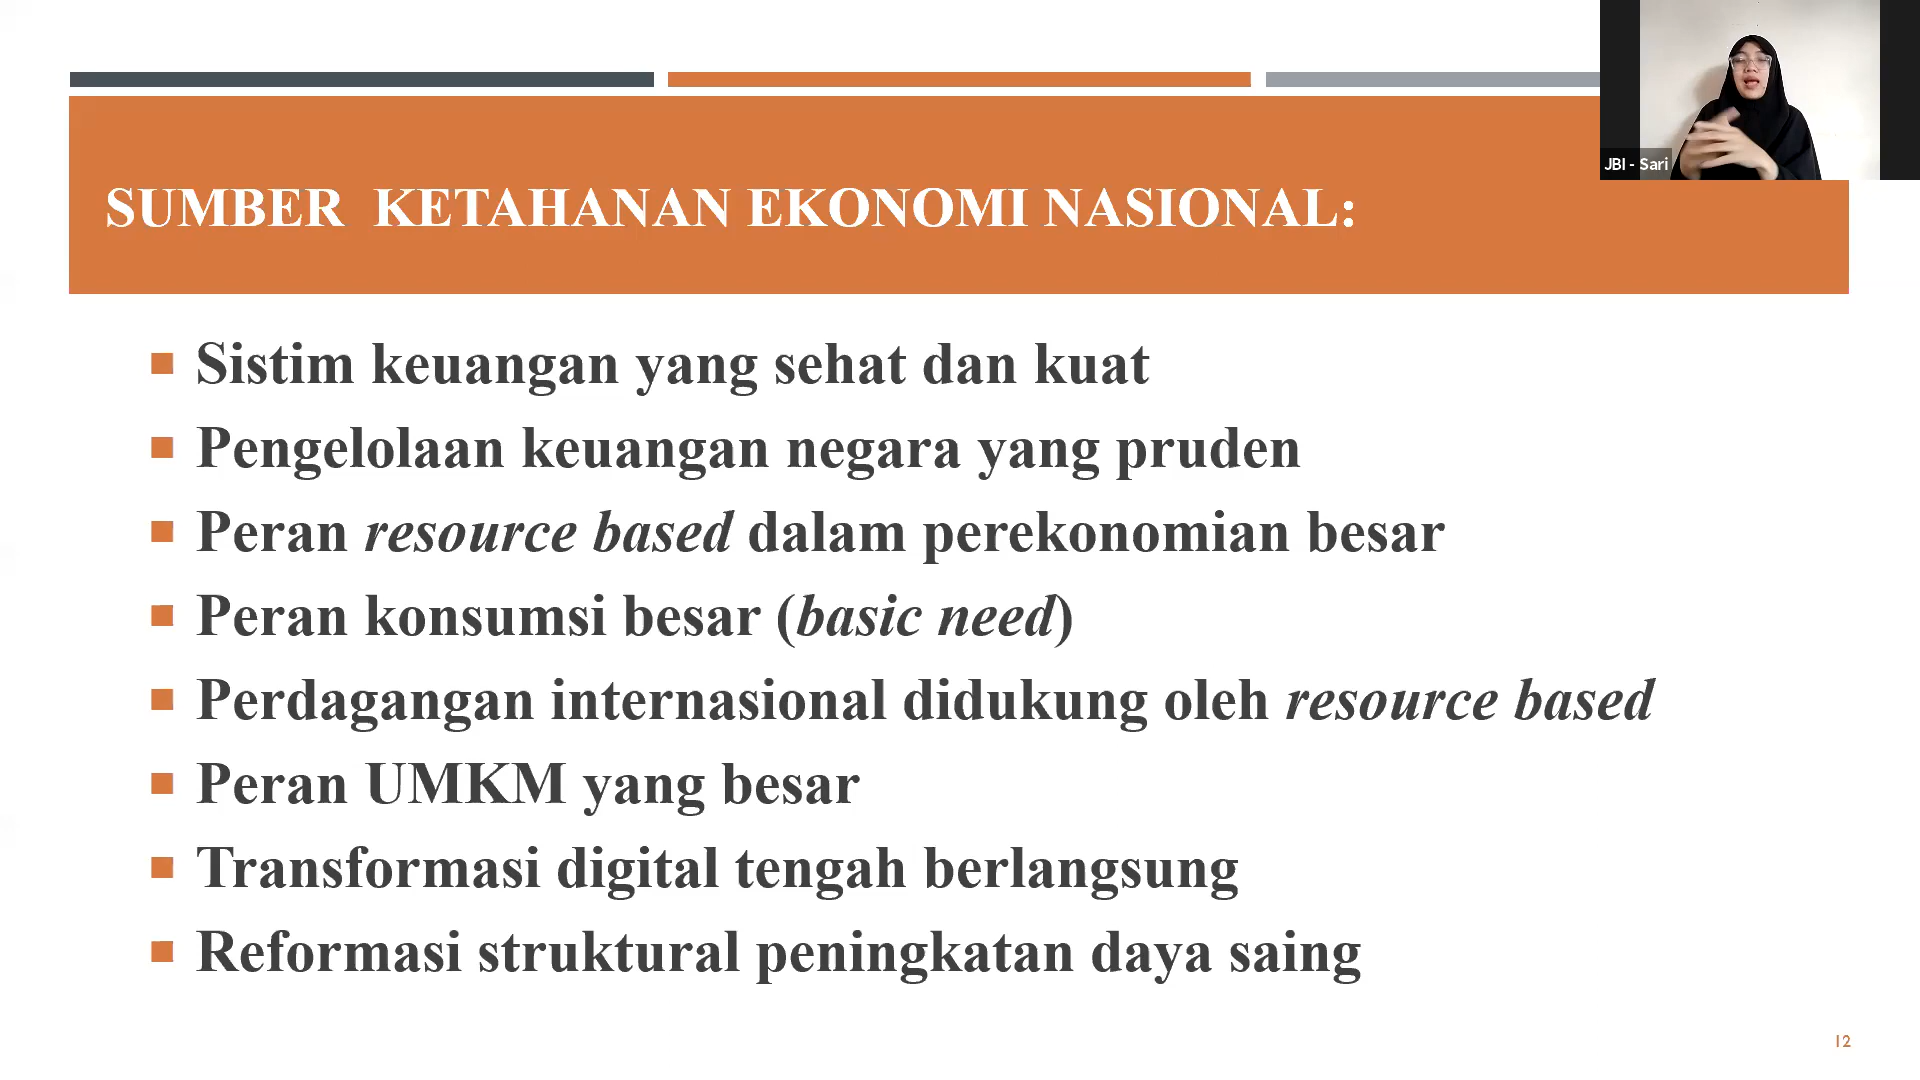 JBI - Sari
SUMBER KETAHANAN EKONOMI NASIONAL:
Sistim keuangan yang sehat dan kuat
Pengelolaan keuangan negara yang pruden
Peran resource based dalam perekonomian besar
Peran konsumsi besar (basic need)
Perdagangan internasional didukung oleh resource based
Peran UMKM yang besar
Transformasi digital tengah berlangsung
Reformasi struktural peningkatan daya saing
12